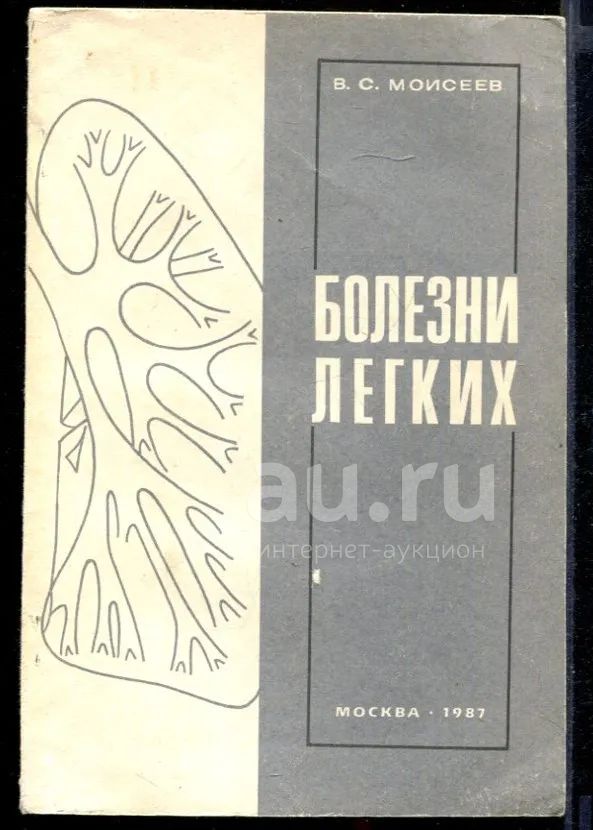 В. С. МОИСЕЕВ
БОЛЕЗНИ
ЛЕГКИХ
au.ru
интернет-аукцион
МОСКВА · 1987